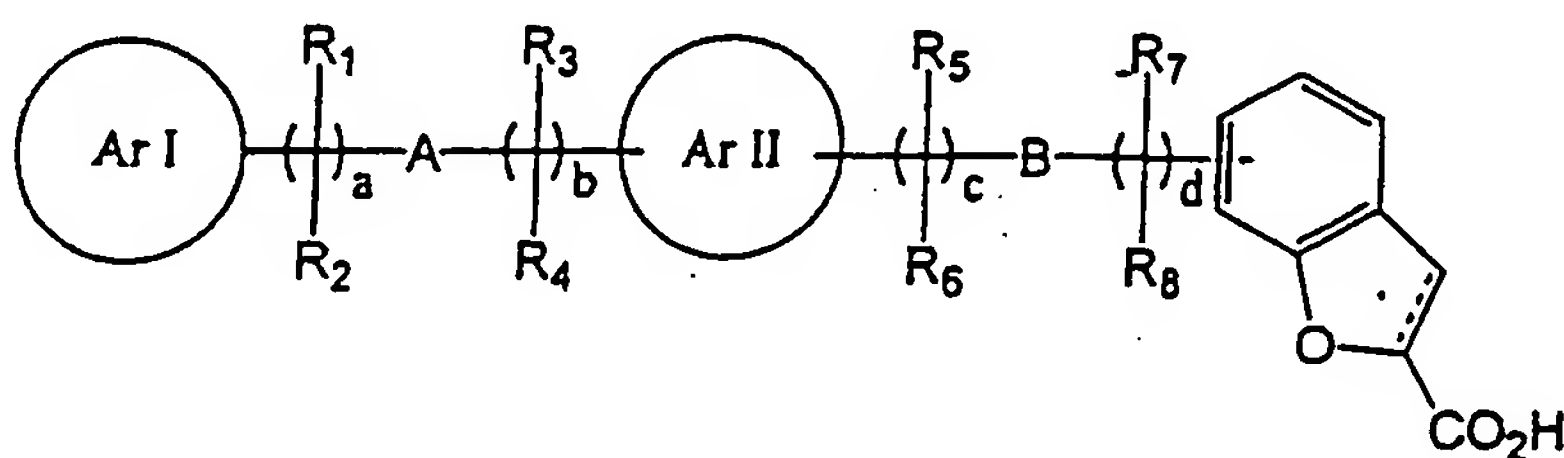 R1 R3 R5 R7
Ar I ( )a A ( )b Ar II ( )c B ( )d
R2 R4 R6 R8
O
CO2H